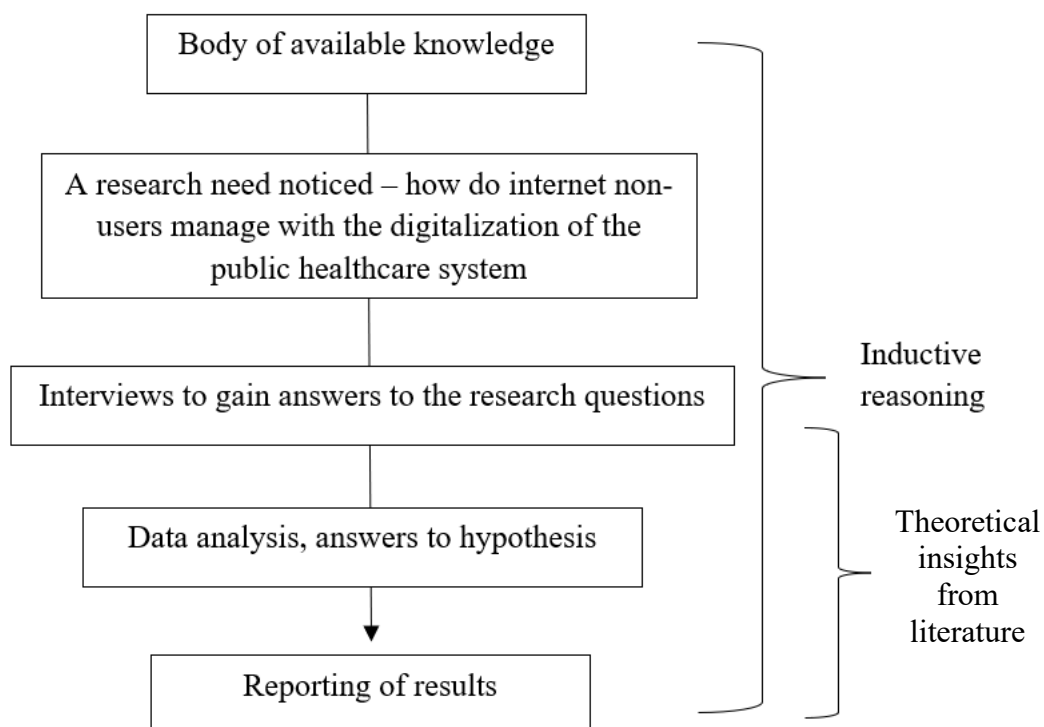 Body of available knowledge
A research need noticed – how do internet non-
users manage with the digitalization of the
public healthcare system
Interviews to gain answers to the research questions
Inductive
reasoning
Data analysis, answers to hypothesis
Theoretical
insights
from
literature
Reporting of results